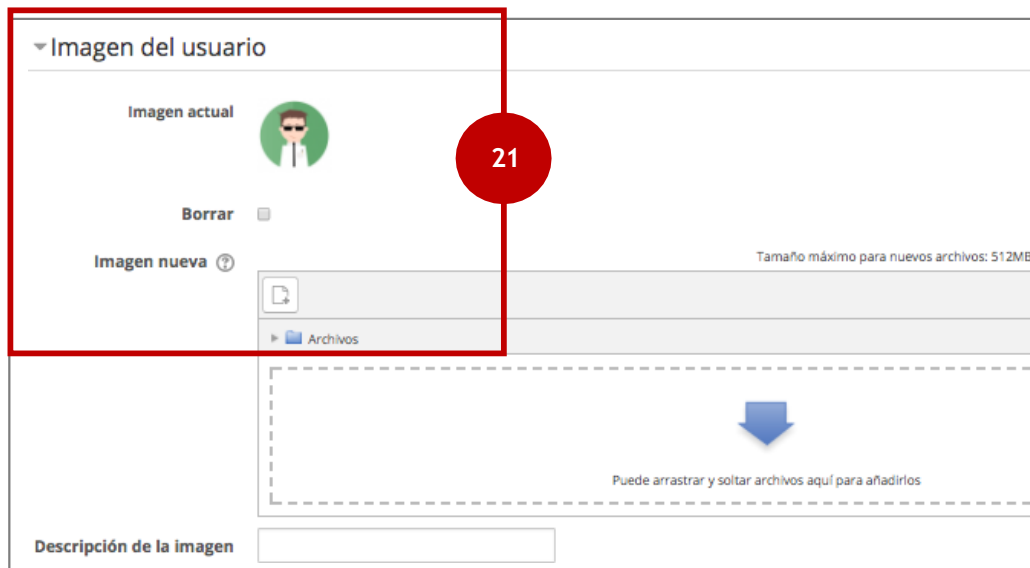 Imagen del usuario
Imagen actual
21
Borrar
Imagen nueva
Tamaño máximo para nuevos archivos: 512MB
Archivos
Puede arrastrar y soltar archivos aquí para añadirlos
Descripción de la imagen